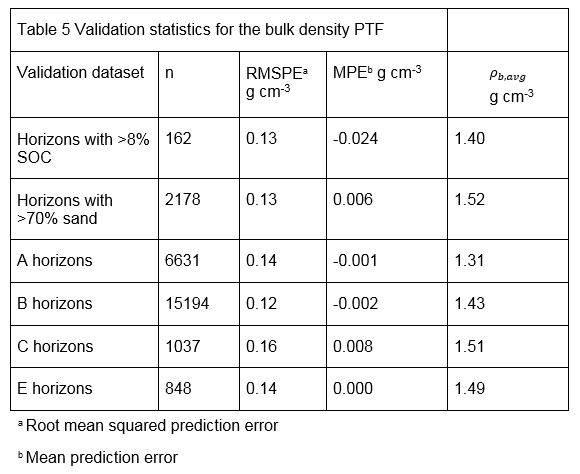 Table 5 Validation statistics for the bulk density PTF
Validation dataset n RMSPEᵃ MPEᵇ g cm-3 ρb,avg
g cm-3 g cm-3
Horizons with >8% 162 0.13 -0.024 1.40
SOC
Horizons with 2178 0.13 0.006 1.52
>70% sand
A horizons 6631 0.14 -0.001 1.31
B horizons 15194 0.12 -0.002 1.43
C horizons 1037 0.16 0.008 1.51
E horizons 848 0.14 0.000 1.49
ᵃ Root mean squared prediction error
ᵇ Mean prediction error